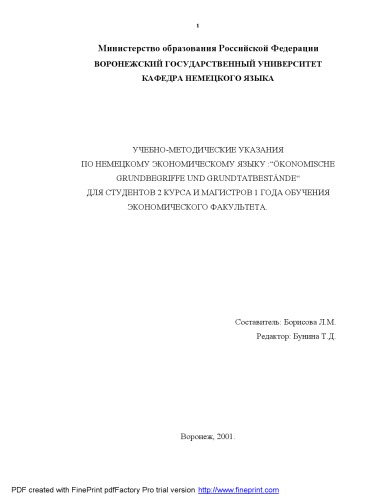 1
Министерство образования Российской Федерации
ВОРОНЕЖСКИЙ ГОСУДАРСТВЕННЫЙ УНИВЕРСИТЕТ
КАФЕДРА НЕМЕЦКОГО ЯЗЫКА
УЧЕБНО-МЕТОДИЧЕСКИЕ УКАЗАНИЯ
ПО НЕМЕЦКОМУ ЭКОНОМИЧЕСКОМУ ЯЗЫКУ :“ÖKONOMISCHE
GRUNDBEGRIFFE UND GRUNDTATBESTÄNDE“
ДЛЯ СТУДЕНТОВ 2 КУРСА И МАГИСТРОВ 1 ГОДА ОБУЧЕНИЯ
ЭКОНОМИЧЕСКОГО ФАКУЛЬТЕТА.
Составитель: Борисова Л.М.
Редактор: Бунина Т.Д.
Воронеж, 2001.
PDF created with FinePrint pdfFactory Pro trial version http://www.fineprint.com